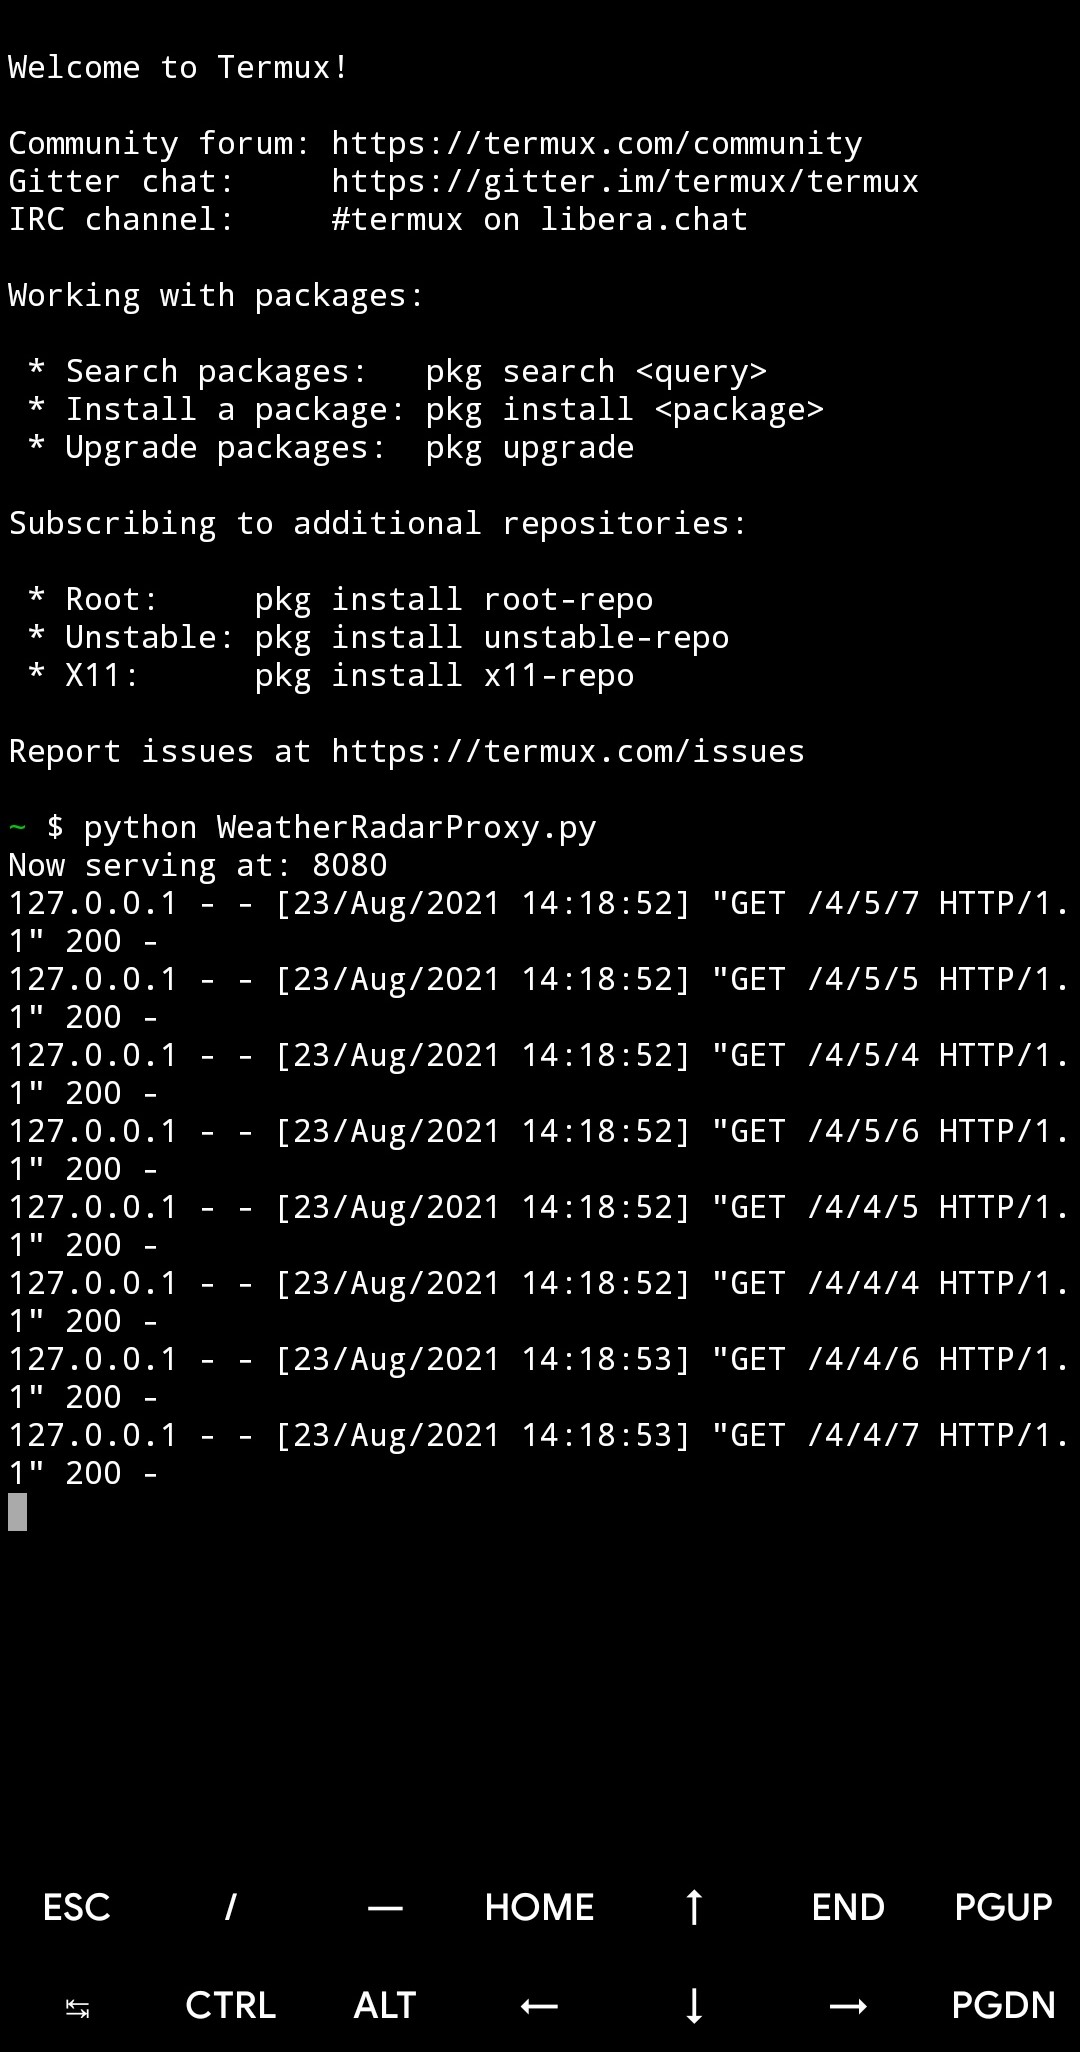 Welcome to Termux!
Community forum: https://termux.com/community
Gitter chat:     https://gitter.im/termux/termux
IRC channel:     #termux on libera.chat
Working with packages:
 * Search packages:   pkg search <query>
 * Install a package: pkg install <package>
 * Upgrade packages:  pkg upgrade
Subscribing to additional repositories:
 * Root:     pkg install root-repo
 * Unstable: pkg install unstable-repo
 * X11:      pkg install x11-repo
Report issues at https://termux.com/issues
~ $ python WeatherRadarProxy.py
Now serving at: 8080
127.0.0.1 - - [23/Aug/2021 14:18:52] "GET /4/5/7 HTTP/1.
1" 200 -
127.0.0.1 - - [23/Aug/2021 14:18:52] "GET /4/5/5 HTTP/1.
1" 200 -
127.0.0.1 - - [23/Aug/2021 14:18:52] "GET /4/5/4 HTTP/1.
1" 200 -
127.0.0.1 - - [23/Aug/2021 14:18:52] "GET /4/5/6 HTTP/1.
1" 200 -
127.0.0.1 - - [23/Aug/2021 14:18:52] "GET /4/4/5 HTTP/1.
1" 200 -
127.0.0.1 - - [23/Aug/2021 14:18:52] "GET /4/4/4 HTTP/1.
1" 200 -
127.0.0.1 - - [23/Aug/2021 14:18:53] "GET /4/4/6 HTTP/1.
1" 200 -
127.0.0.1 - - [23/Aug/2021 14:18:53] "GET /4/4/7 HTTP/1.
1" 200 -
ESC / — HOME ↑ END PGUP
↹ CTRL ALT ← ↓ → PGDN